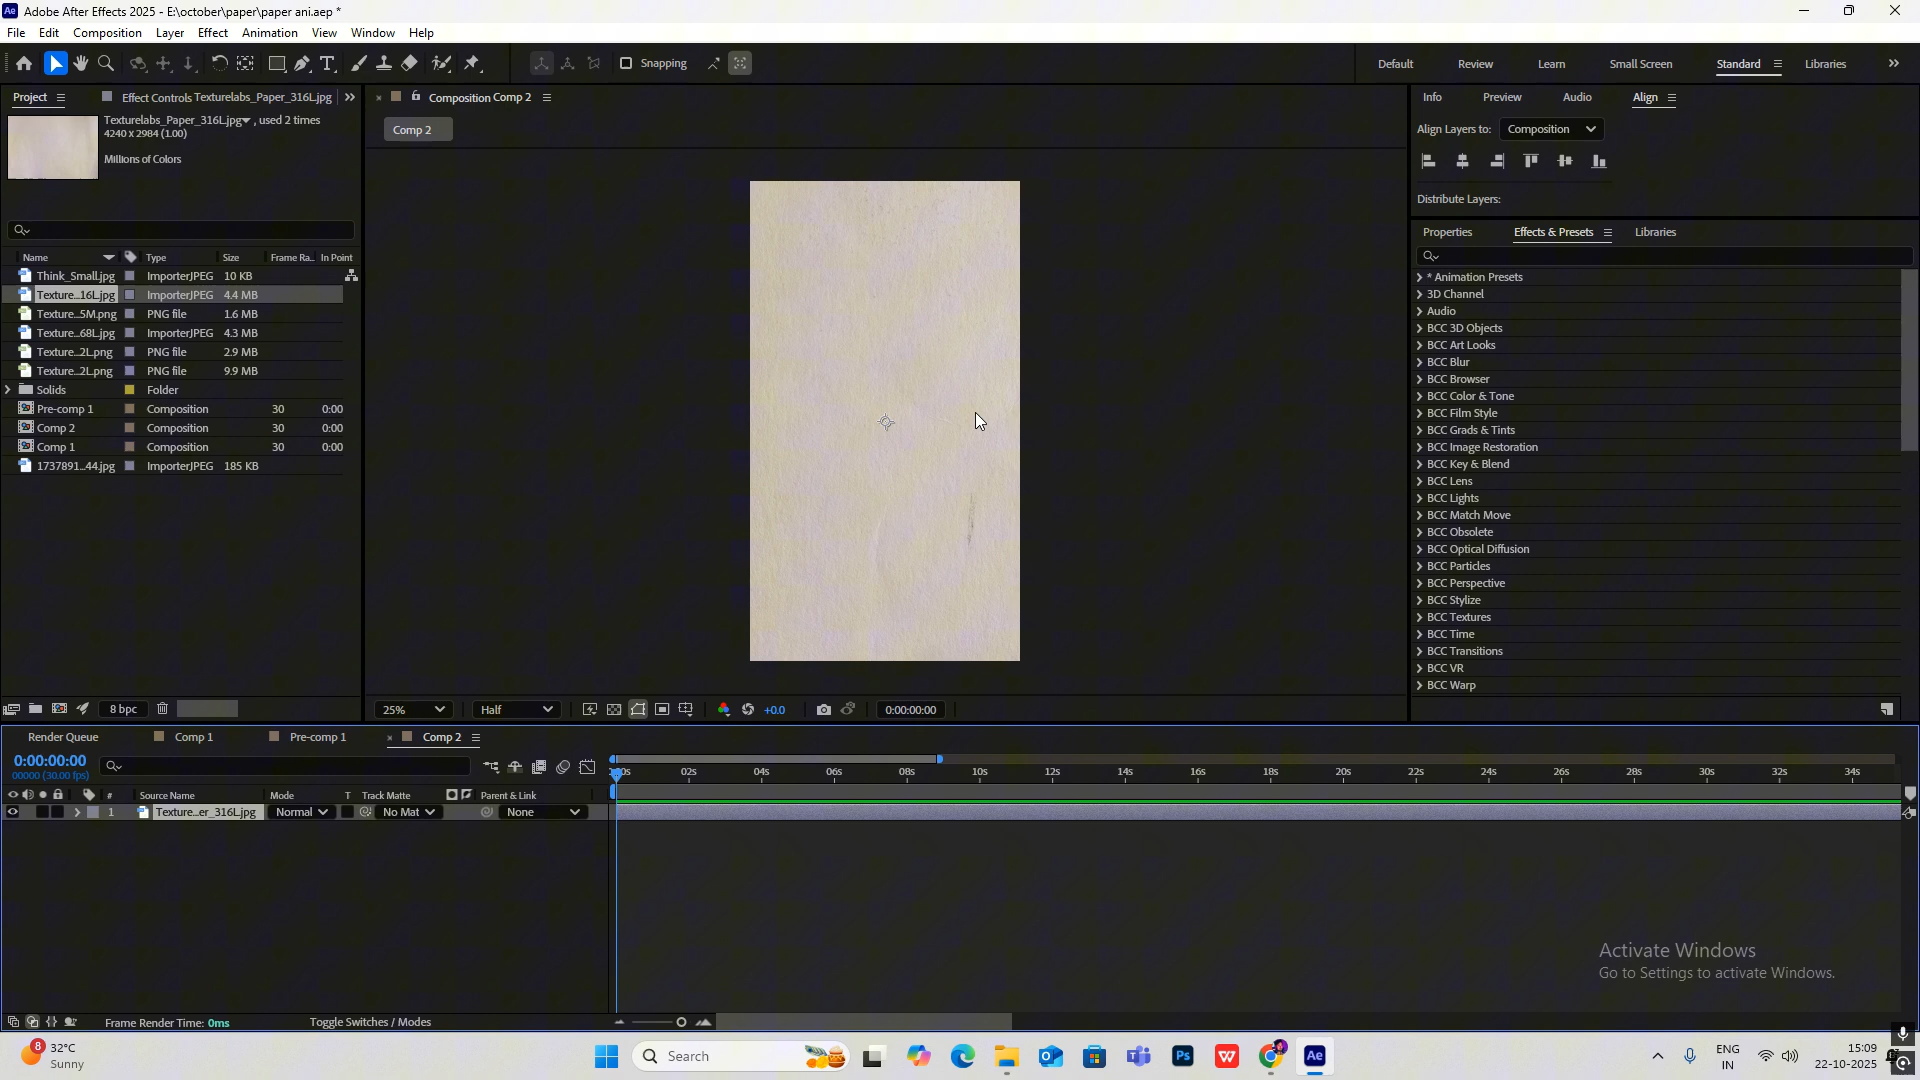 Adobe After Effects 2025 - E:\october\paper\paper ani.aep *
File Edit Composition Layer Effect Animation View Window Help
Snapping Default Review Learn Small Screen Standard Libraries
Project Effect Controls Texturelabs_Paper_316L.jpg
Composition Comp 2
Info Preview Audio Align
Texturelabs_Paper_316L.jpg , used 2 times
4240 x 2984 (1.00)
Millions of Colors
Comp 2
Align Layers to: Composition
Distribute Layers:
Properties Effects & Presets Libraries
Name Type Size Frame Ra... In Point
Think_Small.jpg ImporterJPEG 10 KB
Texture...16L.jpg ImporterJPEG 4.4 MB
Texture...5M.png PNG file 1.6 MB
Texture...68L.jpg ImporterJPEG 4.3 MB
Texture...2L.png PNG file 2.9 MB
Texture...2L.png PNG file 9.9 MB
Solids Folder
Pre-comp 1 Composition 30 0:00
Comp 2 Composition 30 0:00
Comp 1 Composition 30 0:00
1737891...44.jpg ImporterJPEG 185 KB
* Animation Presets
3D Channel
Audio
BCC 3D Objects
BCC Art Looks
BCC Blur
BCC Browser
BCC Color & Tone
BCC Film Style
BCC Grads & Tints
BCC Image Restoration
BCC Key & Blend
BCC Lens
BCC Lights
BCC Match Move
BCC Obsolete
BCC Optical Diffusion
BCC Particles
BCC Perspective
BCC Stylize
BCC Textures
BCC Time
BCC Transitions
BCC VR
BCC Warp
8 bpc
25% Half +0.0 0:00:00:00
Render Queue Comp 1 Pre-comp 1 Comp 2
0:00:00:00
00000 (30.00 fps)
02s 04s 06s 08s 10s 12s 14s 16s 18s 20s 22s 24s 26s 28s 30s 32s 34s
# Source Name Mode T Track Matte Parent & Link
1 Texture...er_316L.jpg Normal No Mat None
Activate Windows
Go to Settings to activate Windows.
Frame Render Time: 0ms Toggle Switches / Modes
8 32°C
Sunny
Search
Ps Ae
ENG
IN
15:09
22-10-2025